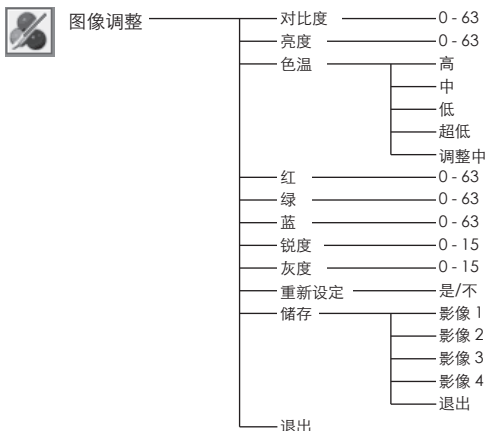 图像调整 对比度 0 - 63
亮度 0 - 63
色温 高
中
低
超低
调整中
红 0 - 63
绿 0 - 63
蓝 0 - 63
锐度 0 - 15
灰度 0 - 15
重新设定 是/不
储存 影像 1
影像 2
影像 3
影像 4
退出
退出